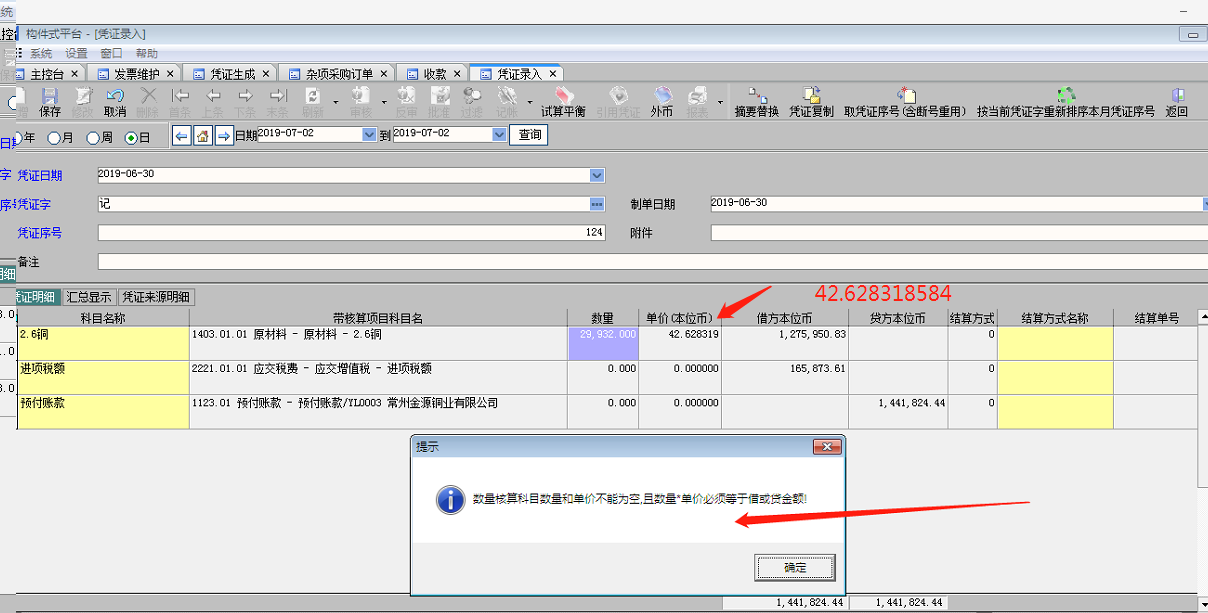 统
构件式平台 - [凭证录入]
系统 设置 窗口 帮助
主控台 × 发票维护 × 凭证生成 × 杂项采购订单 × 收款 × 凭证录入 ×
保存 修改 取消 删除 首条 上条 下条 末条 刷新 审核 反审 批准 过滤 记账 试算平衡 引用凭证 外币 报表 摘要替换 凭证复制 取凭证序号(含断号重用) 按当前凭证字重新排序本月凭证序号 返回
年 月 周 日 日期 2019-07-02 到 2019-07-02 查询
凭证日期 2019-06-30
凭证字 记 制单日期 2019-06-30
凭证序号 124 附件
备注
凭证明细 汇总显示 凭证来源明细
42.628318584
科目名称 带核算项目科目名 数量 单价(本位币) 借方本位币 贷方本位币 结算方式 结算方式名称 结算单号
2.6铜 1403.01.01 原材料 - 原材料 - 2.6铜 29,932.000 42.628319 1,275,950.83 0
进项税额 2221.01.01 应交税费 - 应交增值税 - 进项税额 0.000 0.000000 165,873.61 0
预付账款 1123.01 预付账款 - 预付账款/YL0003 常州金源铜业有限公司 0.000 0.000000 1,441,824.44 0
提示
数量核算科目数量和单价不能为空,且数量*单价必须等于借或贷金额!
确定
1,441,824.44 1,441,824.44